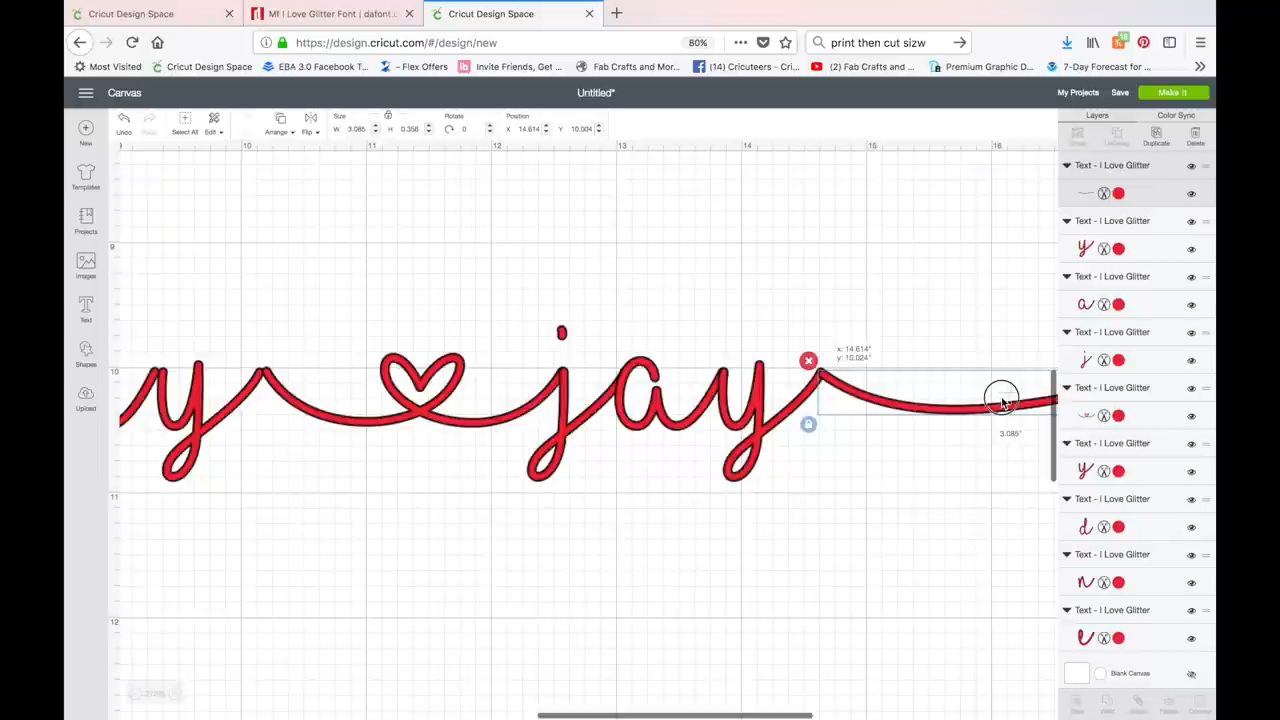 Cricut Design Space
Mf I Love Glitter Font | dafont.c
Cricut Design Space
https://design.cricut.com/#/design/new
80%
print then cut sizw
18
Most Visited
Cricut Design Space
EBA 3.0 Facebook T...
- Flex Offers
Invite Friends, Get ...
Fab Crafts and Mor...
(14) Cricuteers - Cri...
(2) Fab Crafts and ...
Premium Graphic D...
7-Day Forecast for ...
Canvas
Untitled*
My Projects
Save
Make It
Undo
Redo
Select All
Edit
Arrange
Flip
Size
W 3.085
H 0.356
Rotate
0
Position
X 14.614
Y 10.004
Layers
Color Sync
Group
UnGroup
Duplicate
Delete
New
Templates
Projects
Images
Text
Shapes
Upload
9 10 11 12 13 14 15 16
9
10
11
12
y jay
x: 14.614"
y: 10.024"
3.085"
Text - I Love Glitter
Text - I Love Glitter
y
Text - I Love Glitter
a
Text - I Love Glitter
j
Text - I Love Glitter
Text - I Love Glitter
y
Text - I Love Glitter
d
Text - I Love Glitter
n
Text - I Love Glitter
e
Blank Canvas